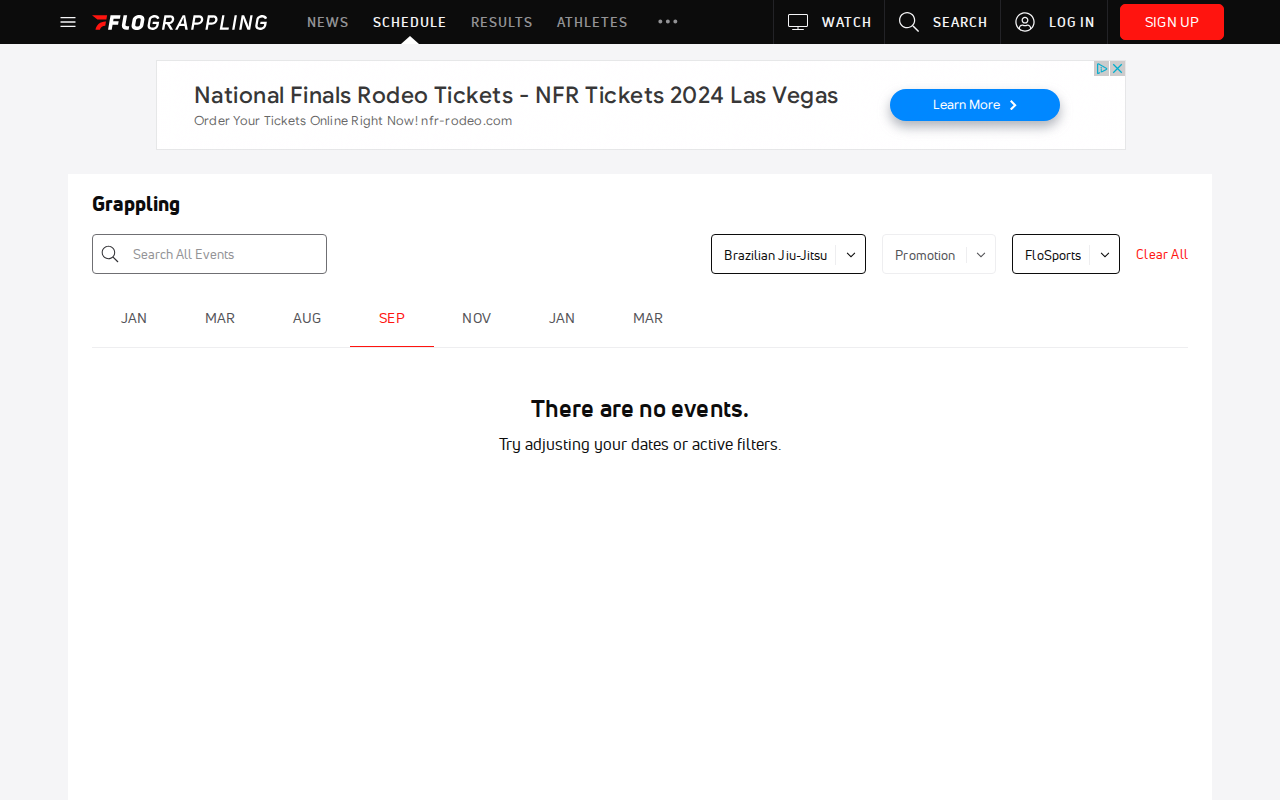 FLOGRAPPLING NEWS SCHEDULE RESULTS ATHLETES ••• WATCH SEARCH LOG IN SIGN UP
National Finals Rodeo Tickets - NFR Tickets 2024 Las Vegas
Order Your Tickets Online Right Now! nfr-rodeo.com
Learn More
Grappling
Search All Events Brazilian Jiu-Jitsu Promotion FloSports Clear All
JAN MAR AUG SEP NOV JAN MAR
There are no events.
Try adjusting your dates or active filters.